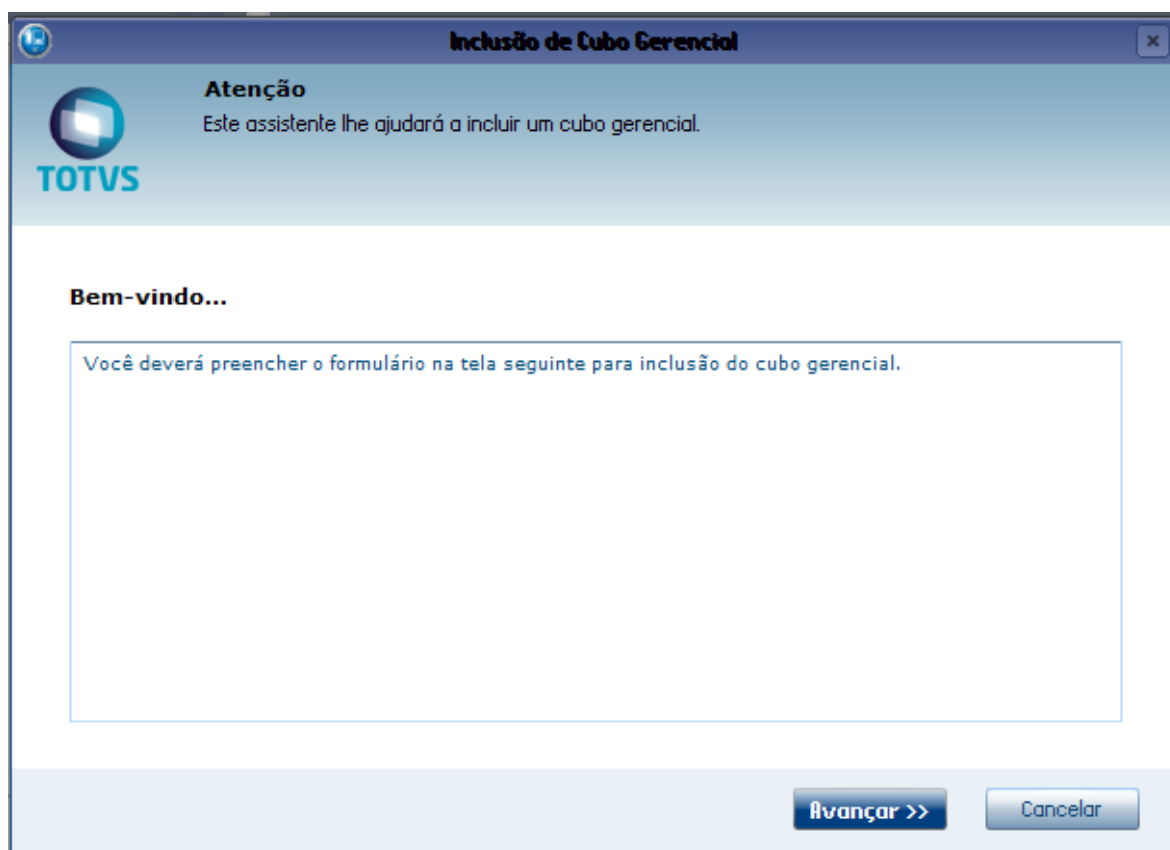 Inclusão de Cubo Gerencial
Atenção
Este assistente lhe ajudará a incluir um cubo gerencial.
TOTVS
Bem-vindo...
Você deverá preencher o formulário na tela seguinte para inclusão do cubo gerencial.
Avançar >> Cancelar